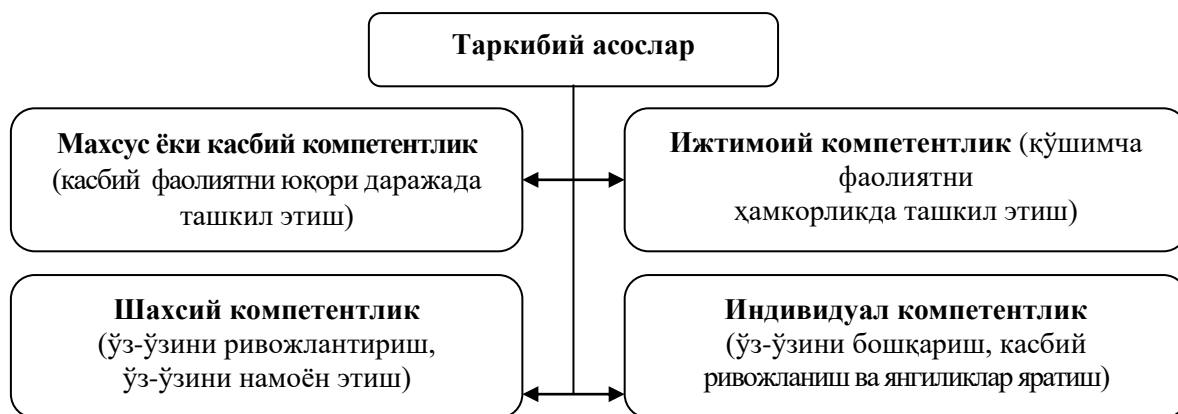 Таркибий асослар
Махсус ёки касбий компетентлик
(касбий фаолиятни юқори даражада
ташкил этиш)
Ижтимоий компетентлик (қўшимча
фаолиятни
ҳамкорликда ташкил этиш)
Шахсий компетентлик
(ўз-ўзини ривожлантириш,
ўз-ўзини намоён этиш)
Индивидуал компетентлик
(ўз-ўзини бошқариш, касбий
ривожланиш ва янгиликлар яратиш)